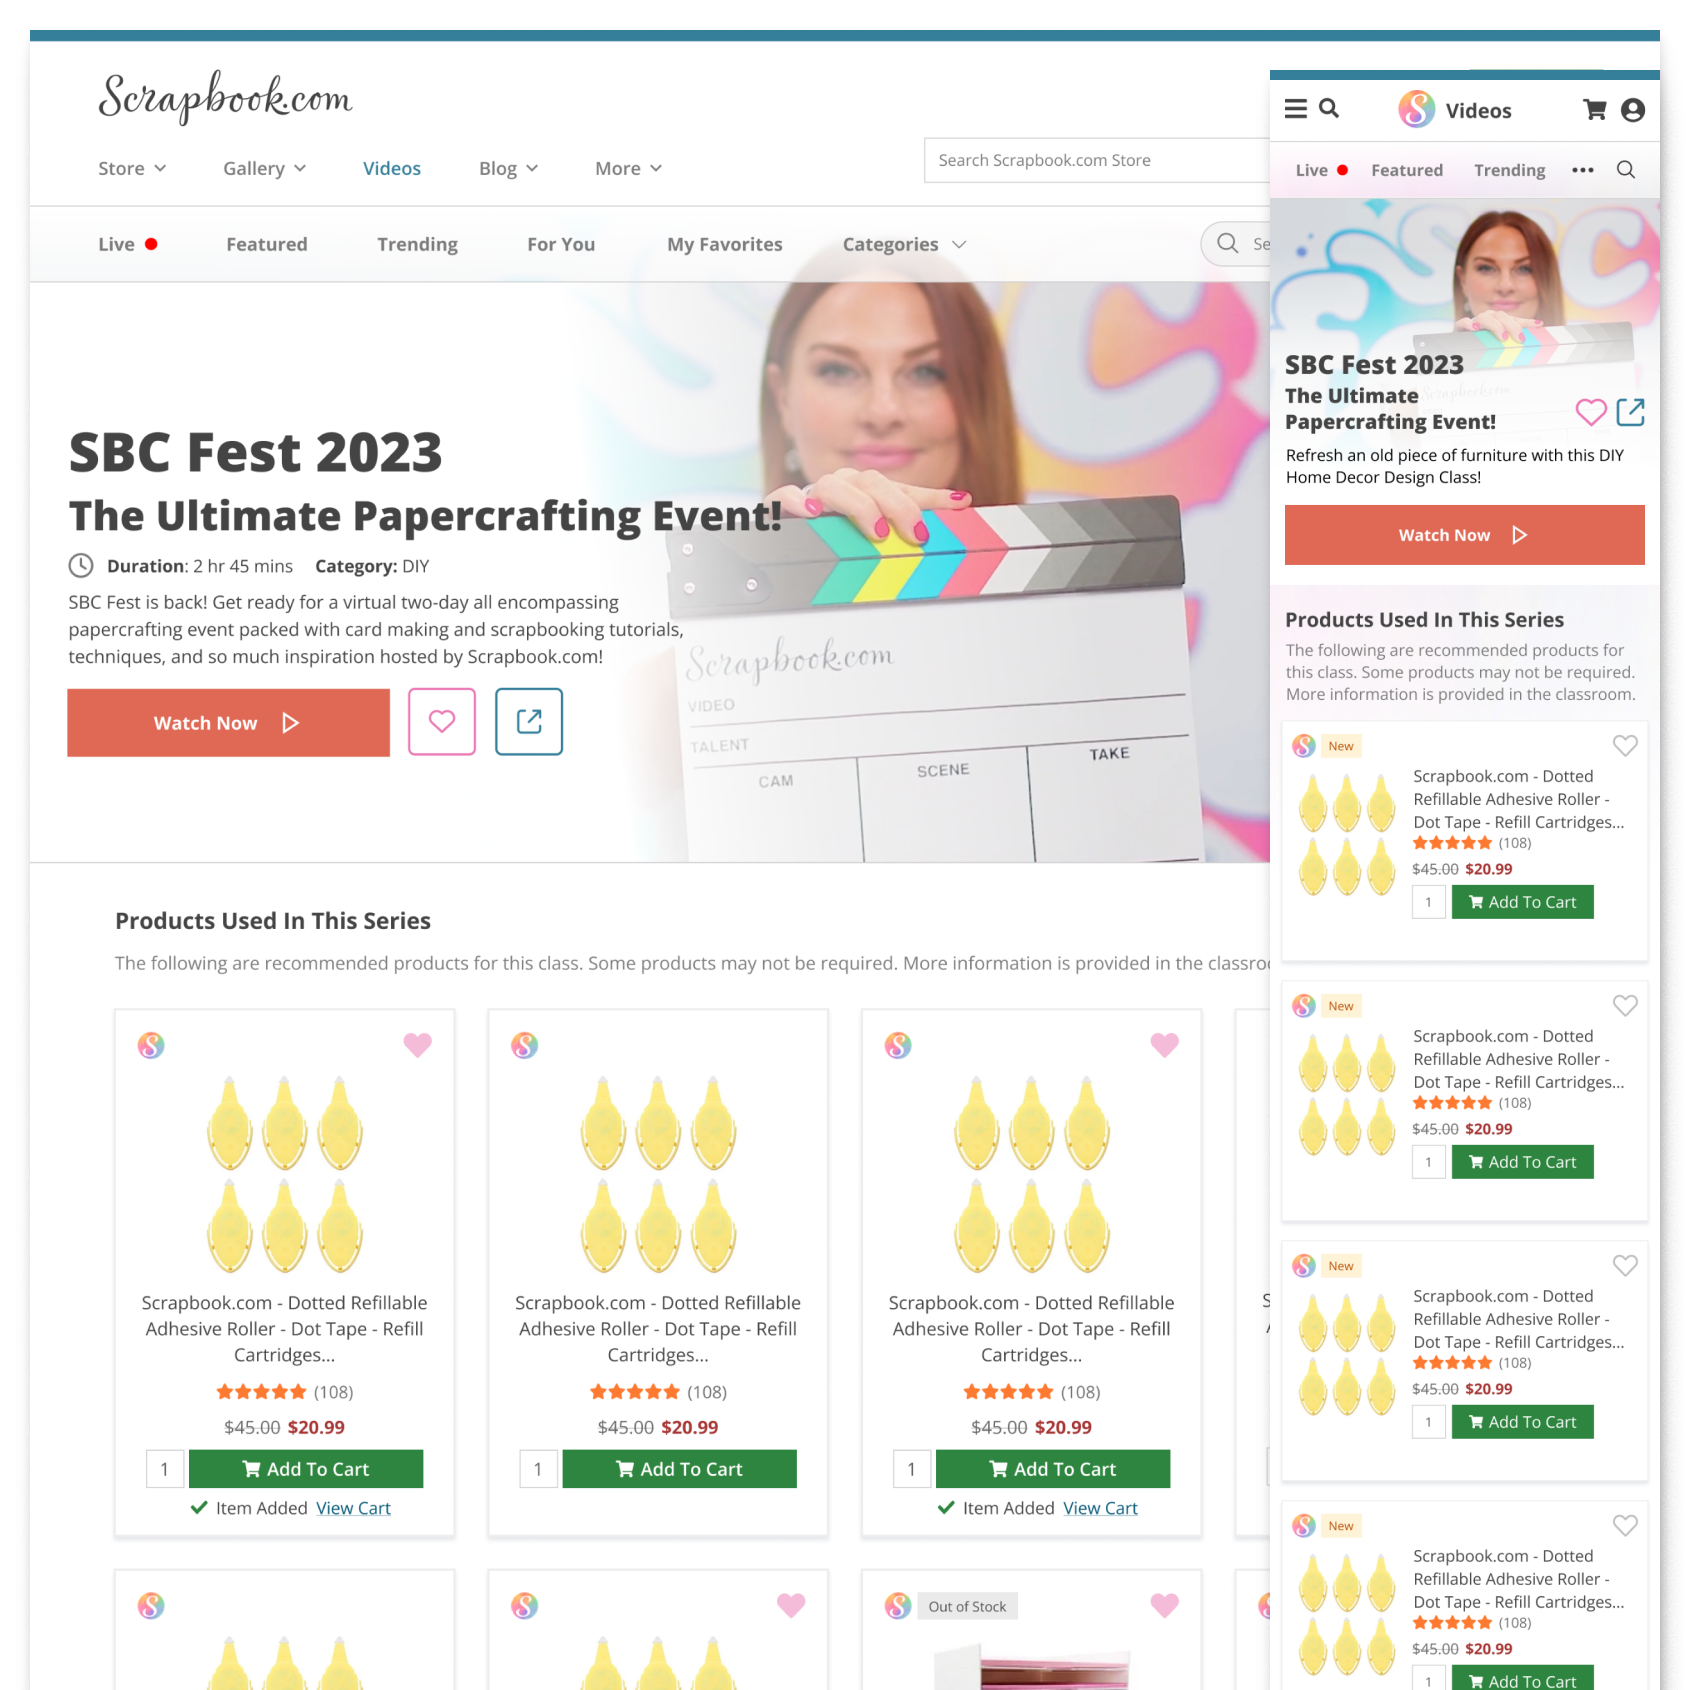 Scrapbook.com
Store
Gallery
Videos
Blog
More
Search Scrapbook.com Store
Live
Featured
Trending
For You
My Favorites
Categories
SBC Fest 2023
The Ultimate Papercrafting Event!
Duration: 2 hr 45 mins Category: DIY
SBC Fest is back! Get ready for a virtual two-day all encompassing
papercrafting event packed with card making and scrapbooking tutorials,
techniques, and so much inspiration hosted by Scrapbook.com!
Watch Now
Scrapbook.com
VIDEO
TALENT
CAM
SCENE
TAKE
Products Used In This Series
The following are recommended products for this class. Some products may not be required. More information is provided in the
Scrapbook.com - Dotted Refillable
Adhesive Roller - Dot Tape - Refill
Cartridges...
(108)
$45.00 $20.99
1
Add To Cart
Item Added View Cart
Scrapbook.com - Dotted Refillable
Adhesive Roller - Dot Tape - Refill
Cartridges...
(108)
$45.00 $20.99
1
Add To Cart
Scrapbook.com - Dotted Refillable
Adhesive Roller - Dot Tape - Refill
Cartridges...
(108)
$45.00 $20.99
1
Add To Cart
Item Added View Cart
Out of Stock
Videos
Live
Featured
Trending
SBC Fest 2023
The Ultimate
Papercrafting Event!
Refresh an old piece of furniture with this DIY
Home Decor Design Class!
Watch Now
Products Used In This Series
The following are recommended products for
this class. Some products may not be required.
More information is provided in the classroom.
New
Scrapbook.com - Dotted
Refillable Adhesive Roller -
Dot Tape - Refill Cartridges...
(108)
$45.00 $20.99
1
Add To Cart
New
Scrapbook.com - Dotted
Refillable Adhesive Roller -
Dot Tape - Refill Cartridges...
(108)
$45.00 $20.99
1
Add To Cart
New
Scrapbook.com - Dotted
Refillable Adhesive Roller -
Dot Tape - Refill Cartridges...
(108)
$45.00 $20.99
1
Add To Cart
New
Scrapbook.com - Dotted
Refillable Adhesive Roller -
Dot Tape - Refill Cartridges...
(108)
$45.00 $20.99
1
Add To Cart